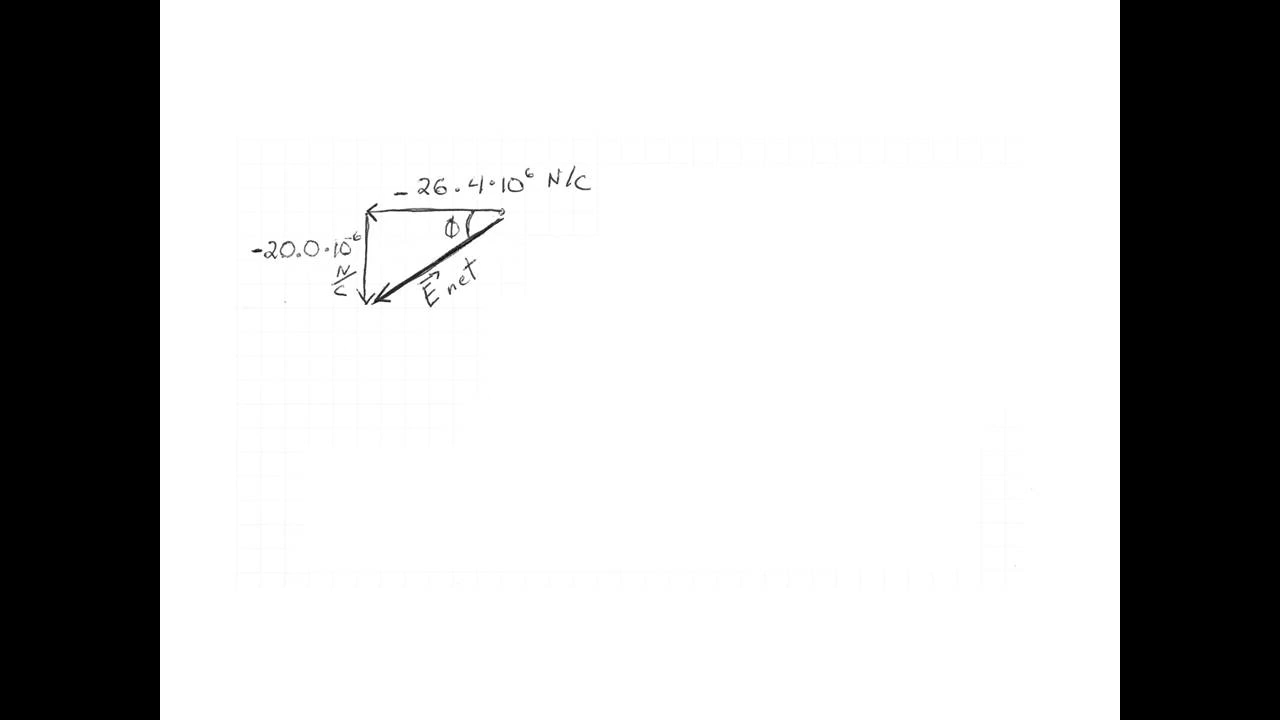 -26.4·10⁶ N/C
ϕ
-20.0·10⁻⁶
N/C
E⃗ net